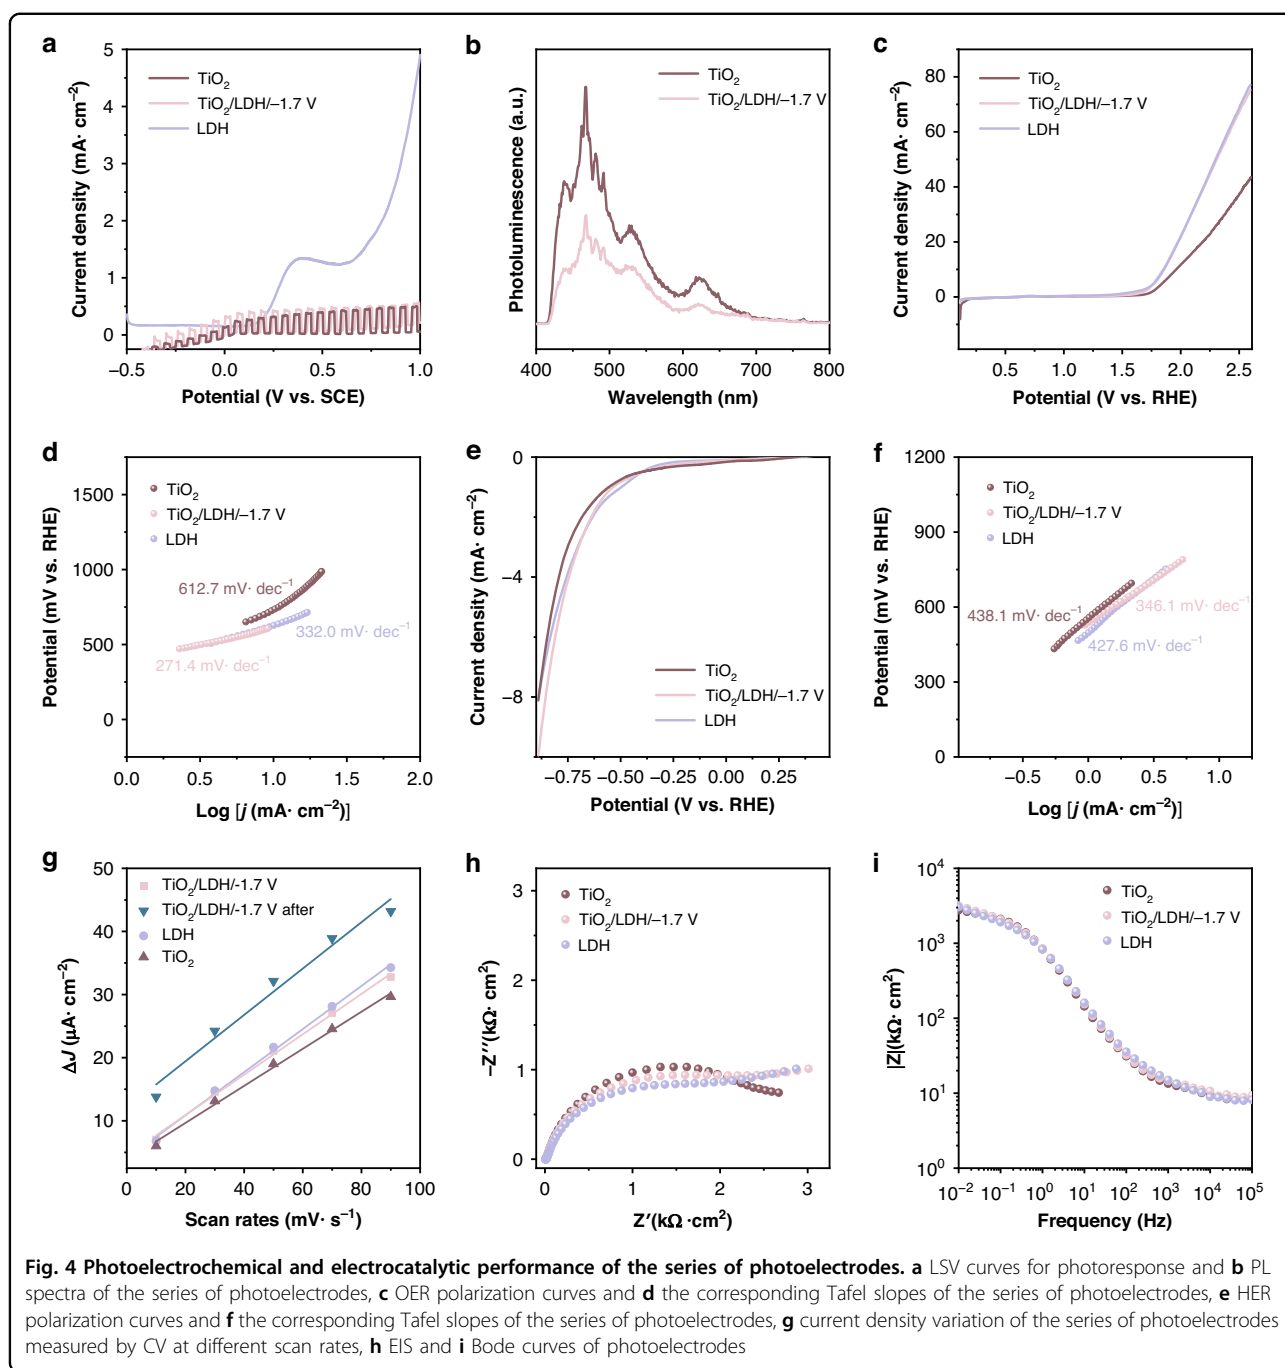 a
Current density (mA· cm⁻²)
5
4
3
2
1
0
TiO₂
TiO₂/LDH/−1.7 V
LDH
−0.5 0.0 0.5 1.0
Potential (V vs. SCE)
b
Photoluminescence (a.u.)
TiO₂
TiO₂/LDH/−1.7 V
400 500 600 700 800
Wavelength (nm)
c
Current density (mA· cm⁻²)
80
60
40
20
0
TiO₂
TiO₂/LDH/−1.7 V
LDH
0.5 1.0 1.5 2.0 2.5
Potential (V vs. RHE)
d
Potential (mV vs. RHE)
1500
1000
500
0
TiO₂
TiO₂/LDH/−1.7 V
LDH
612.7 mV· dec⁻¹
332.0 mV· dec⁻¹
271.4 mV· dec⁻¹
0.0 0.5 1.0 1.5 2.0
Log [j (mA· cm⁻²)]
e
Current density (mA· cm⁻²)
0
−4
−8
TiO₂
TiO₂/LDH/−1.7 V
LDH
−0.75 −0.50 −0.25 0.00 0.25
Potential (V vs. RHE)
f
Potential (mV vs. RHE)
1200
900
600
450
0
TiO₂
TiO₂/LDH/−1.7 V
LDH
438.1 mV· dec⁻¹
346.1 mV· dec⁻¹
427.6 mV· dec⁻¹
−0.5 0.0 0.5 1.0
Log [j (mA· cm⁻²)]
g
ΔJ (μA· cm⁻²)
50
40
30
20
10
TiO₂/LDH/-1.7 V
TiO₂/LDH/-1.7 V after
LDH
TiO₂
0 20 40 60 80 100
Scan rates (mV· s⁻¹)
h
−Z′′(kΩ· cm²)
3
2
1
0
TiO₂
TiO₂/LDH/−1.7 V
LDH
0 1 2 3
Z′(kΩ ·cm²)
i
|Z|(kΩ· cm²)
10⁴
10³
10²
10¹
10⁰
TiO₂
TiO₂/LDH/−1.7 V
LDH
10⁻² 10⁻¹ 10⁰ 10¹ 10² 10³ 10⁴ 10⁵
Frequency (Hz)
Fig. 4 Photoelectrochemical and electrocatalytic performance of the series of photoelectrodes. a LSV curves for photoresponse and b PL
spectra of the series of photoelectrodes, c OER polarization curves and d the corresponding Tafel slopes of the series of photoelectrodes, e HER
polarization curves and f the corresponding Tafel slopes of the series of photoelectrodes, g current density variation of the series of photoelectrodes
measured by CV at different scan rates, h EIS and i Bode curves of photoelectrodes